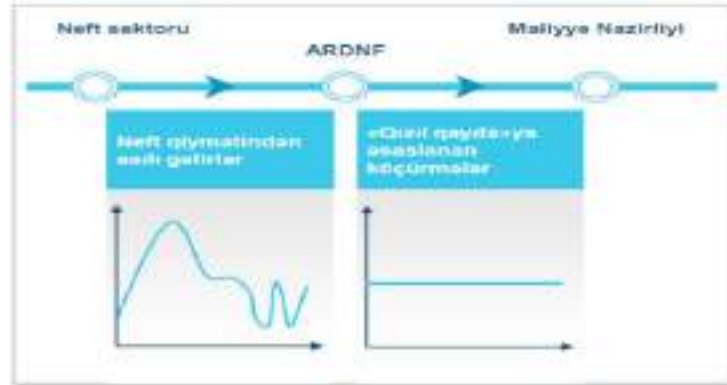 Neft sektoru
ARDNF
Maliyyə Nazirliyi
Neft qiymətindən
asılı gəlirlər
«Qızıl qayda»ya
əsaslanan
köçürmələr